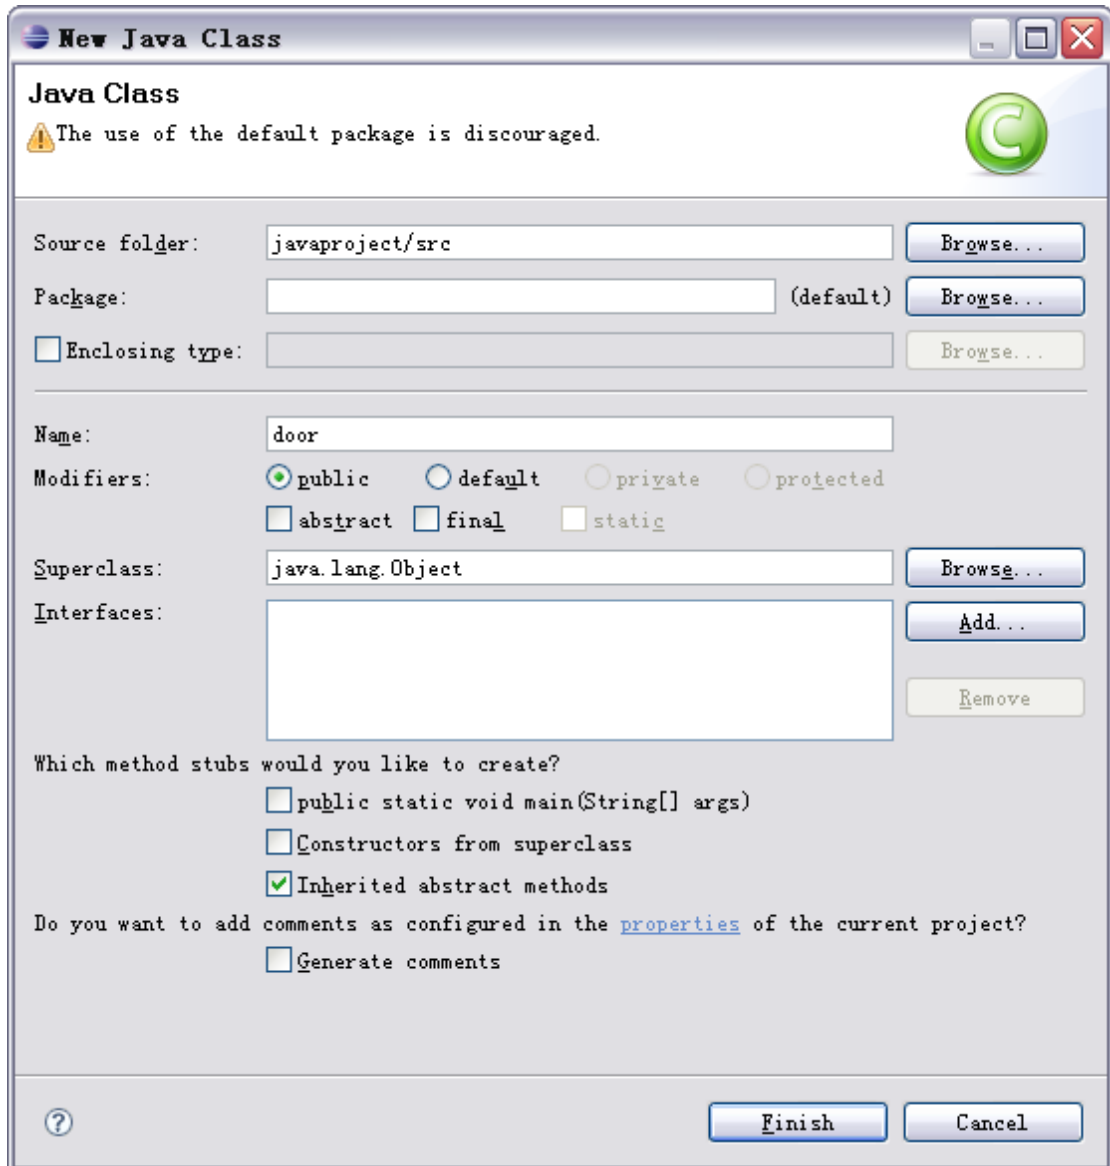 New Java Class
Java Class
The use of the default package is discouraged.
C
Source folder: javaproject/src Browse...
Package: (default) Browse...
Enclosing type: Browse...
Name: door
Modifiers: public default private protected
abstract final static
Superclass: java.lang.Object Browse...
Interfaces: Add...
Remove
Which method stubs would you like to create?
public static void main(String[] args)
Constructors from superclass
Inherited abstract methods
Do you want to add comments as configured in the properties of the current project?
Generate comments
? Finish Cancel